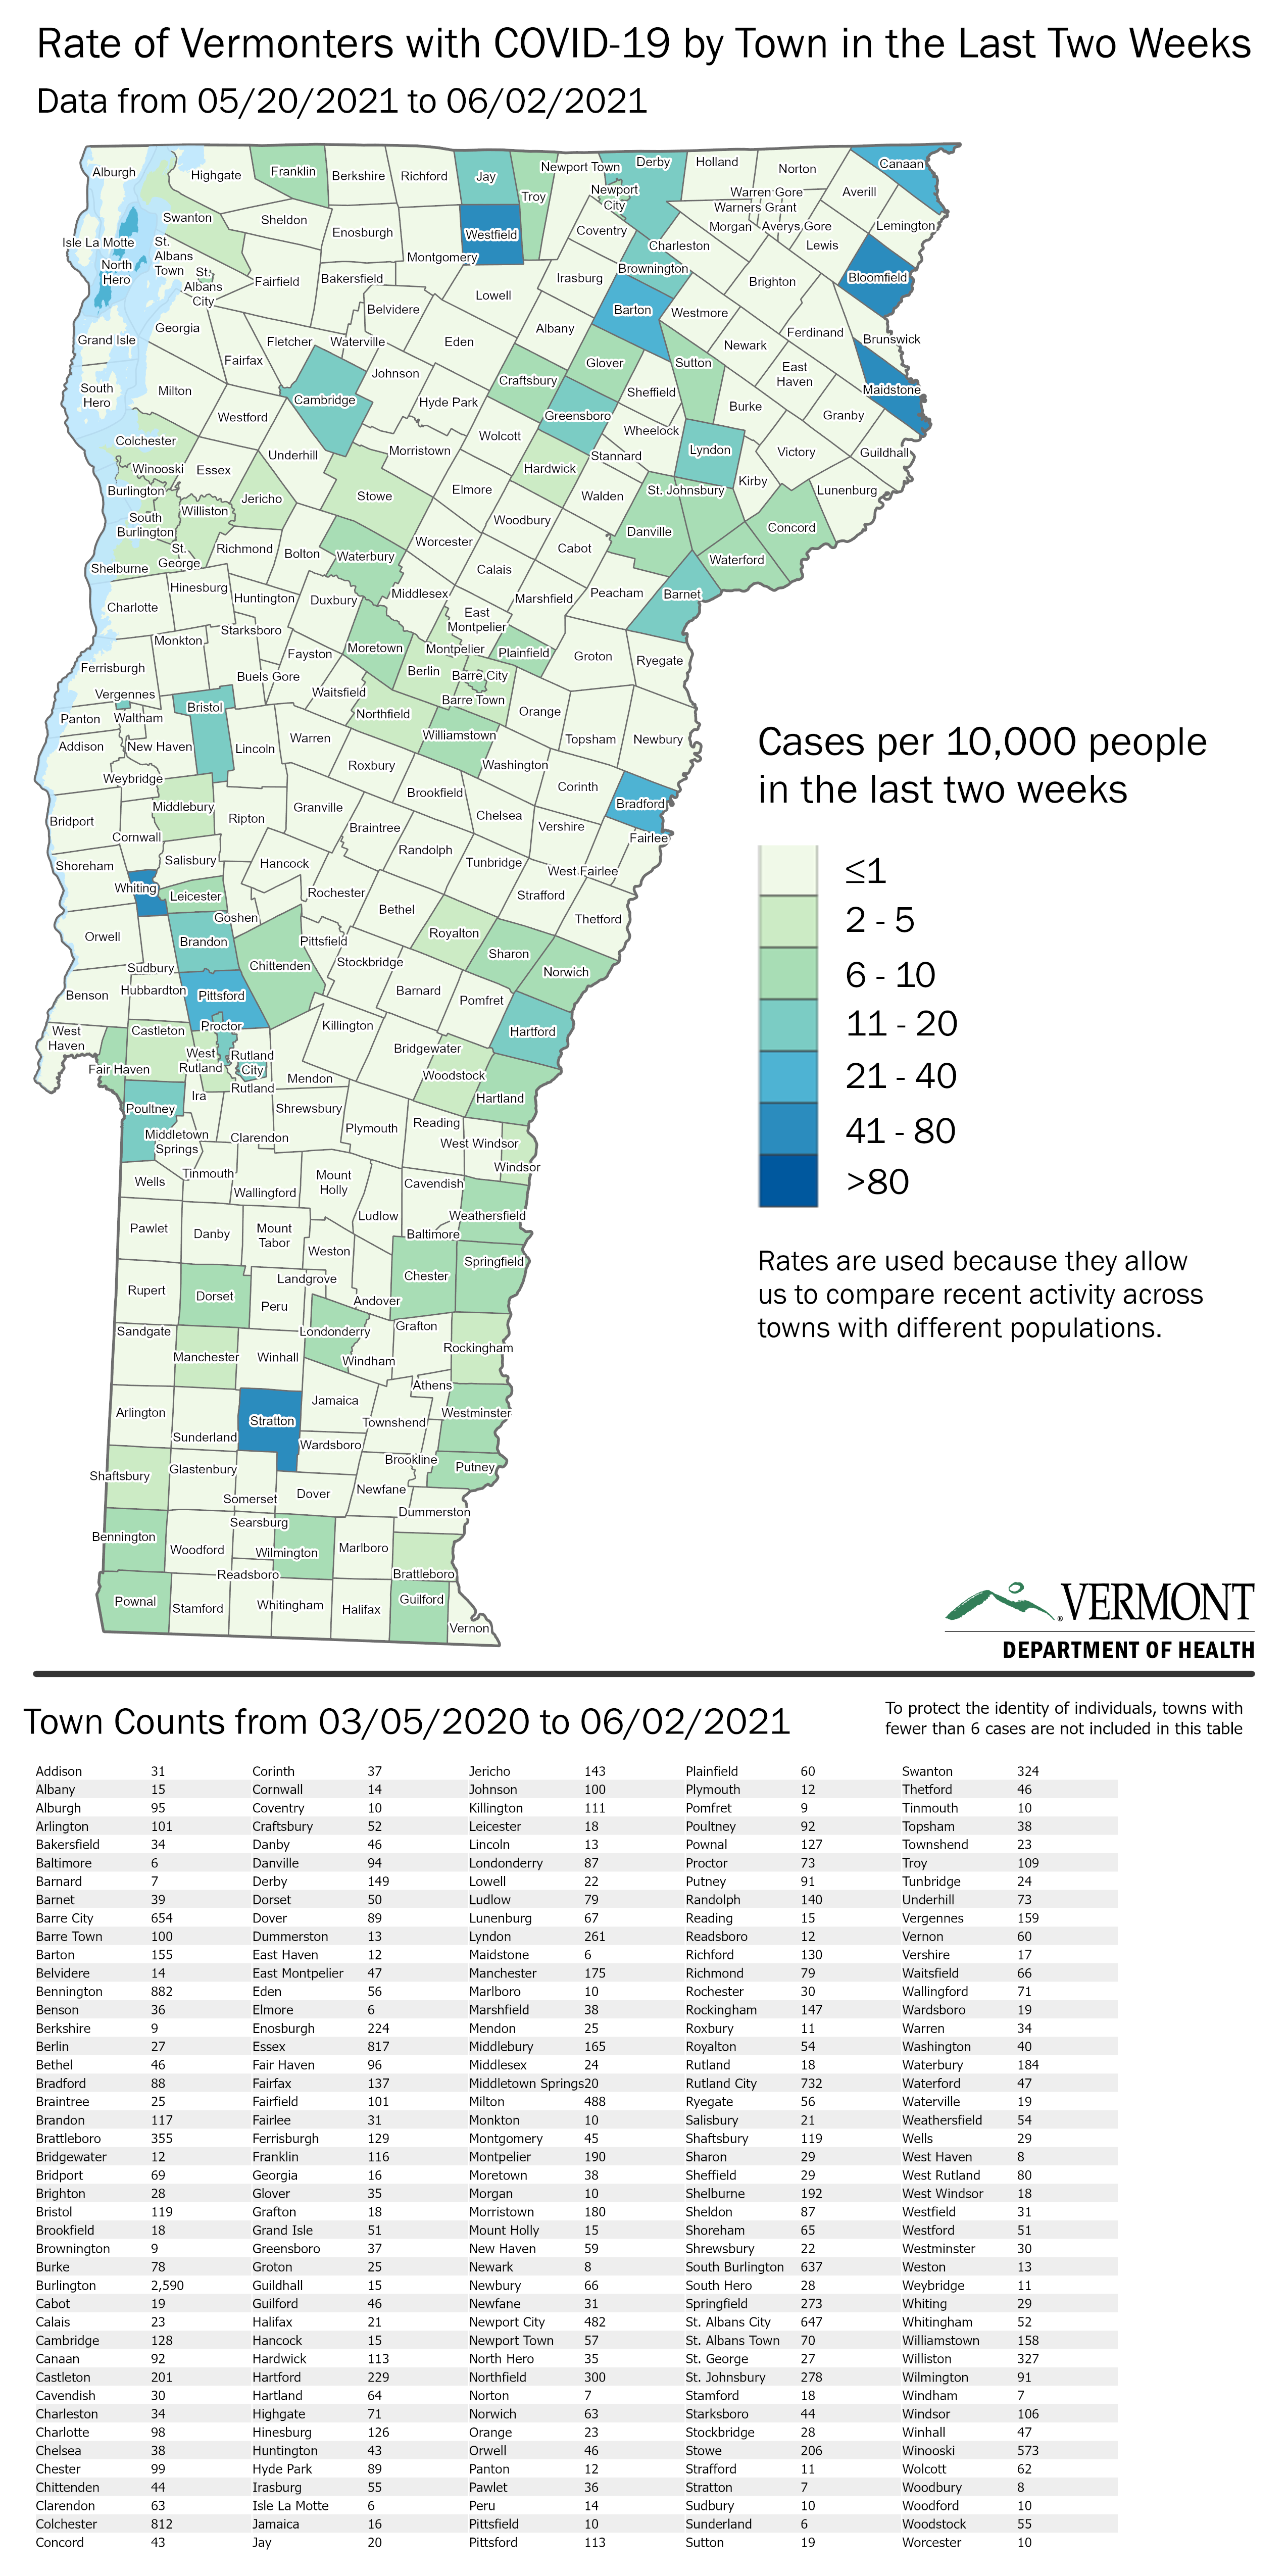 Rate of Vermonters with COVID-19 by Town in the Last Two Weeks
Data from 05/20/2021 to 06/02/2021
Alburgh
Highgate
Franklin
Berkshire
Richford
Jay
Troy
Newport Town
Derby
Holland
Norton
Canaan
Newport
City
Warren Gore
Warners Grant
Averill
Swanton
Sheldon
Enosburgh
Westfield
Coventry
Morgan
Averys Gore
Lemington
Isle La Motte
St.
Albans
Town
Montgomery
Charleston
Lewis
North
Hero
St.
Albans
City
Fairfield
Bakersfield
Irasburg
Brownington
Brighton
Bloomfield
Lowell
Belvidere
Barton
Westmore
Georgia
Albany
Ferdinand
Brunswick
Grand Isle
Fletcher
Waterville
Eden
Newark
Fairfax
Johnson
Glover
Sutton
East
Haven
South
Hero
Milton
Cambridge
Craftsbury
Sheffield
Maidstone
Hyde Park
Burke
Westford
Greensboro
Granby
Colchester
Wolcott
Wheelock
Underhill
Morristown
Stannard
Lyndon
Victory
Guildhall
Winooski
Essex
Hardwick
Kirby
Burlington
Jericho
Stowe
Elmore
Walden
St. Johnsbury
Lunenburg
South
Burlington
Williston
Woodbury
Danville
Concord
St.
George
Richmond
Bolton
Waterbury
Worcester
Cabot
Waterford
Shelburne
Calais
Hinesburg
Huntington
Duxbury
Middlesex
Marshfield
Peacham
Barnet
Charlotte
East
Montpelier
Starksboro
Monkton
Fayston
Moretown
Montpelier
Plainfield
Groton
Ryegate
Ferrisburgh
Buels Gore
Berlin
Barre City
Vergennes
Waitsfield
Barre Town
Bristol
Northfield
Orange
Panton
Waltham
Williamstown
Addison
New Haven
Lincoln
Warren
Topsham
Newbury
Roxbury
Washington
Weybridge
Corinth
Brookfield
Middlebury
Granville
Bradford
Bridport
Ripton
Chelsea
Vershire
Braintree
Cornwall
Fairlee
Randolph
Shoreham
Salisbury
Hancock
Tunbridge
West Fairlee
Whiting
Leicester
Rochester
Strafford
Goshen
Bethel
Thetford
Orwell
Brandon
Pittsfield
Royalton
Sharon
Sudbury
Chittenden
Stockbridge
Norwich
Benson
Hubbardton
Pittsford
Barnard
Pomfret
West
Haven
Castleton
Proctor
Killington
Hartford
Fair Haven
West
Rutland
Rutland
City
Bridgewater
Ira
Rutland
Mendon
Woodstock
Hartland
Poultney
Shrewsbury
Middletown
Springs
Clarendon
Plymouth
Reading
West Windsor
Wells
Tinmouth
Wallingford
Mount
Holly
Cavendish
Windsor
Pawlet
Danby
Mount
Tabor
Ludlow
Weathersfield
Weston
Baltimore
Rupert
Dorset
Landgrove
Chester
Springfield
Peru
Andover
Sandgate
Londonderry
Grafton
Manchester
Winhall
Windham
Rockingham
Arlington
Jamaica
Athens
Stratton
Townshend
Westminster
Sunderland
Wardsboro
Shaftsbury
Glastenbury
Brookline
Putney
Somerset
Dover
Newfane
Dummerston
Bennington
Searsburg
Woodford
Wilmington
Marlboro
Readsboro
Brattleboro
Pownal
Stamford
Whitingham
Halifax
Guilford
Vernon
Cases per 10,000 people
in the last two weeks
≤1
2 - 5
6 - 10
11 - 20
21 - 40
41 - 80
>80
Rates are used because they allow
us to compare recent activity across
towns with different populations.
VERMONT
DEPARTMENT OF HEALTH
Town Counts from 03/05/2020 to 06/02/2021
To protect the identity of individuals, towns with
fewer than 6 cases are not included in this table
Addison 31 Corinth 37 Jericho 143 Plainfield 60 Swanton 324
Albany 15 Cornwall 14 Johnson 100 Plymouth 12 Thetford 46
Alburgh 95 Coventry 10 Killington 111 Pomfret 9 Tinmouth 10
Arlington 101 Craftsbury 52 Leicester 18 Poultney 92 Topsham 38
Bakersfield 34 Danby 46 Lincoln 13 Pownal 127 Townshend 23
Baltimore 6 Danville 94 Londonderry 87 Proctor 73 Troy 109
Barnard 7 Derby 149 Lowell 22 Putney 91 Tunbridge 24
Barnet 39 Dorset 50 Ludlow 79 Randolph 140 Underhill 73
Barre City 654 Dover 89 Lunenburg 67 Reading 15 Vergennes 159
Barre Town 100 Dummerston 13 Lyndon 261 Readsboro 12 Vernon 60
Barton 155 East Haven 12 Maidstone 6 Richford 130 Vershire 17
Belvidere 14 East Montpelier 47 Manchester 175 Richmond 79 Waitsfield 66
Bennington 882 Eden 56 Marlboro 10 Rochester 30 Wallingford 71
Benson 36 Elmore 6 Marshfield 38 Rockingham 147 Wardsboro 19
Berkshire 9 Enosburgh 224 Mendon 25 Roxbury 11 Warren 34
Berlin 27 Essex 817 Middlebury 165 Royalton 54 Washington 40
Bethel 46 Fair Haven 96 Middlesex 24 Rutland 18 Waterbury 184
Bradford 88 Fairfax 137 Middletown Springs20 Rutland City 732 Waterford 47
Braintree 25 Fairfield 101 Milton 488 Ryegate 56 Waterville 19
Brandon 117 Fairlee 31 Monkton 10 Salisbury 21 Weathersfield 54
Brattleboro 355 Ferrisburgh 129 Montgomery 45 Shaftsbury 119 Wells 29
Bridgewater 12 Franklin 116 Montpelier 190 Sharon 29 West Haven 8
Bridport 69 Georgia 16 Moretown 38 Sheffield 29 West Rutland 80
Brighton 28 Glover 35 Morgan 10 Shelburne 192 West Windsor 18
Bristol 119 Grafton 18 Morristown 180 Sheldon 87 Westfield 31
Brookfield 18 Grand Isle 51 Mount Holly 15 Shoreham 65 Westford 51
Brownington 9 Greensboro 37 New Haven 59 Shrewsbury 22 Westminster 30
Burke 78 Groton 25 Newark 8 South Burlington 637 Weston 13
Burlington 2,590 Guildhall 15 Newbury 66 South Hero 28 Weybridge 11
Cabot 19 Guilford 46 Newfane 31 Springfield 273 Whiting 29
Calais 23 Halifax 21 Newport City 482 St. Albans City 647 Whitingham 52
Cambridge 128 Hancock 15 Newport Town 57 St. Albans Town 70 Williamstown 158
Canaan 92 Hardwick 113 North Hero 35 St. George 27 Williston 327
Castleton 201 Hartford 229 Northfield 300 St. Johnsbury 278 Wilmington 91
Cavendish 30 Hartland 64 Norton 7 Stamford 18 Windham 7
Charleston 34 Highgate 71 Norwich 63 Starksboro 44 Windsor 106
Charlotte 98 Hinesburg 126 Orange 23 Stockbridge 28 Winhall 47
Chelsea 38 Huntington 43 Orwell 46 Stowe 206 Winooski 573
Chester 99 Hyde Park 89 Panton 12 Strafford 11 Wolcott 62
Chittenden 44 Irasburg 55 Pawlet 36 Stratton 7 Woodbury 8
Clarendon 63 Isle La Motte 6 Peru 14 Sudbury 10 Woodford 10
Colchester 812 Jamaica 16 Pittsfield 10 Sunderland 6 Woodstock 55
Concord 43 Jay 20 Pittsford 113 Sutton 19 Worcester 10